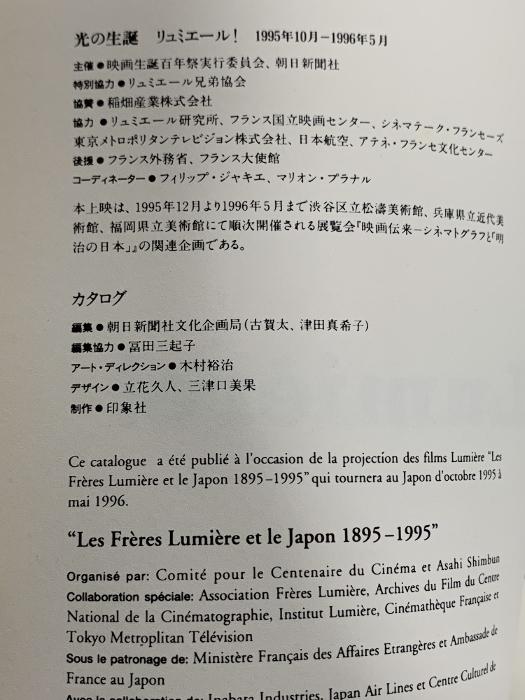 光の生誕　リュミエール！　1995年10月−1996年5月
主催●映画生誕百年祭実行委員会、朝日新聞社
特別協力●リュミエール兄弟協会
協賛●稲畑産業株式会社
協力●リュミエール研究所、フランス国立映画センター、シネマテーク・フランセーズ
東京メトロポリタンテレビジョン株式会社、日本航空、アテネ・フランセ文化センター
後援●フランス外務省、フランス大使館
コーディネーター●フィリップ・ジャキエ、マリオン・プラナル
本上映は、1995年12月より1996年5月まで渋谷区立松濤美術館、兵庫県立近代美
術館、福岡県立美術館にて順次開催される展覧会『映画伝来−シネマトグラフと「明
治の日本」』の関連企画である。
カタログ
編集●朝日新聞社文化企画局(古賀太、津田真希子)
編集協力●冨田三起子
アート・ディレクション●木村裕治
デザイン●立花久人、三津口美果
制作●印象社
Ce catalogue a été publié à l'occasion de la projection des films Lumière "Les
Frères Lumière et le Japon 1895–1995" qui tournera au Japon d'octobre 1995 à
mai 1996.
"Les Frères Lumière et le Japon 1895–1995"
Organisé par: Comité pour le Centenaire du Cinéma et Asahi Shimbun
Collaboration spéciale: Association Frères Lumière, Archives du Film du Centre
National de la Cinématographie, Institut Lumière, Cinémathèque Française et
Tokyo Metroplitan Télévision
Sous le patronage de: Ministère Français des Affaires Etrangères et Ambassade de
France au Japon
Avec la collaboration de: Inabara Industries, Japan Air Lines et Centre Culturel de